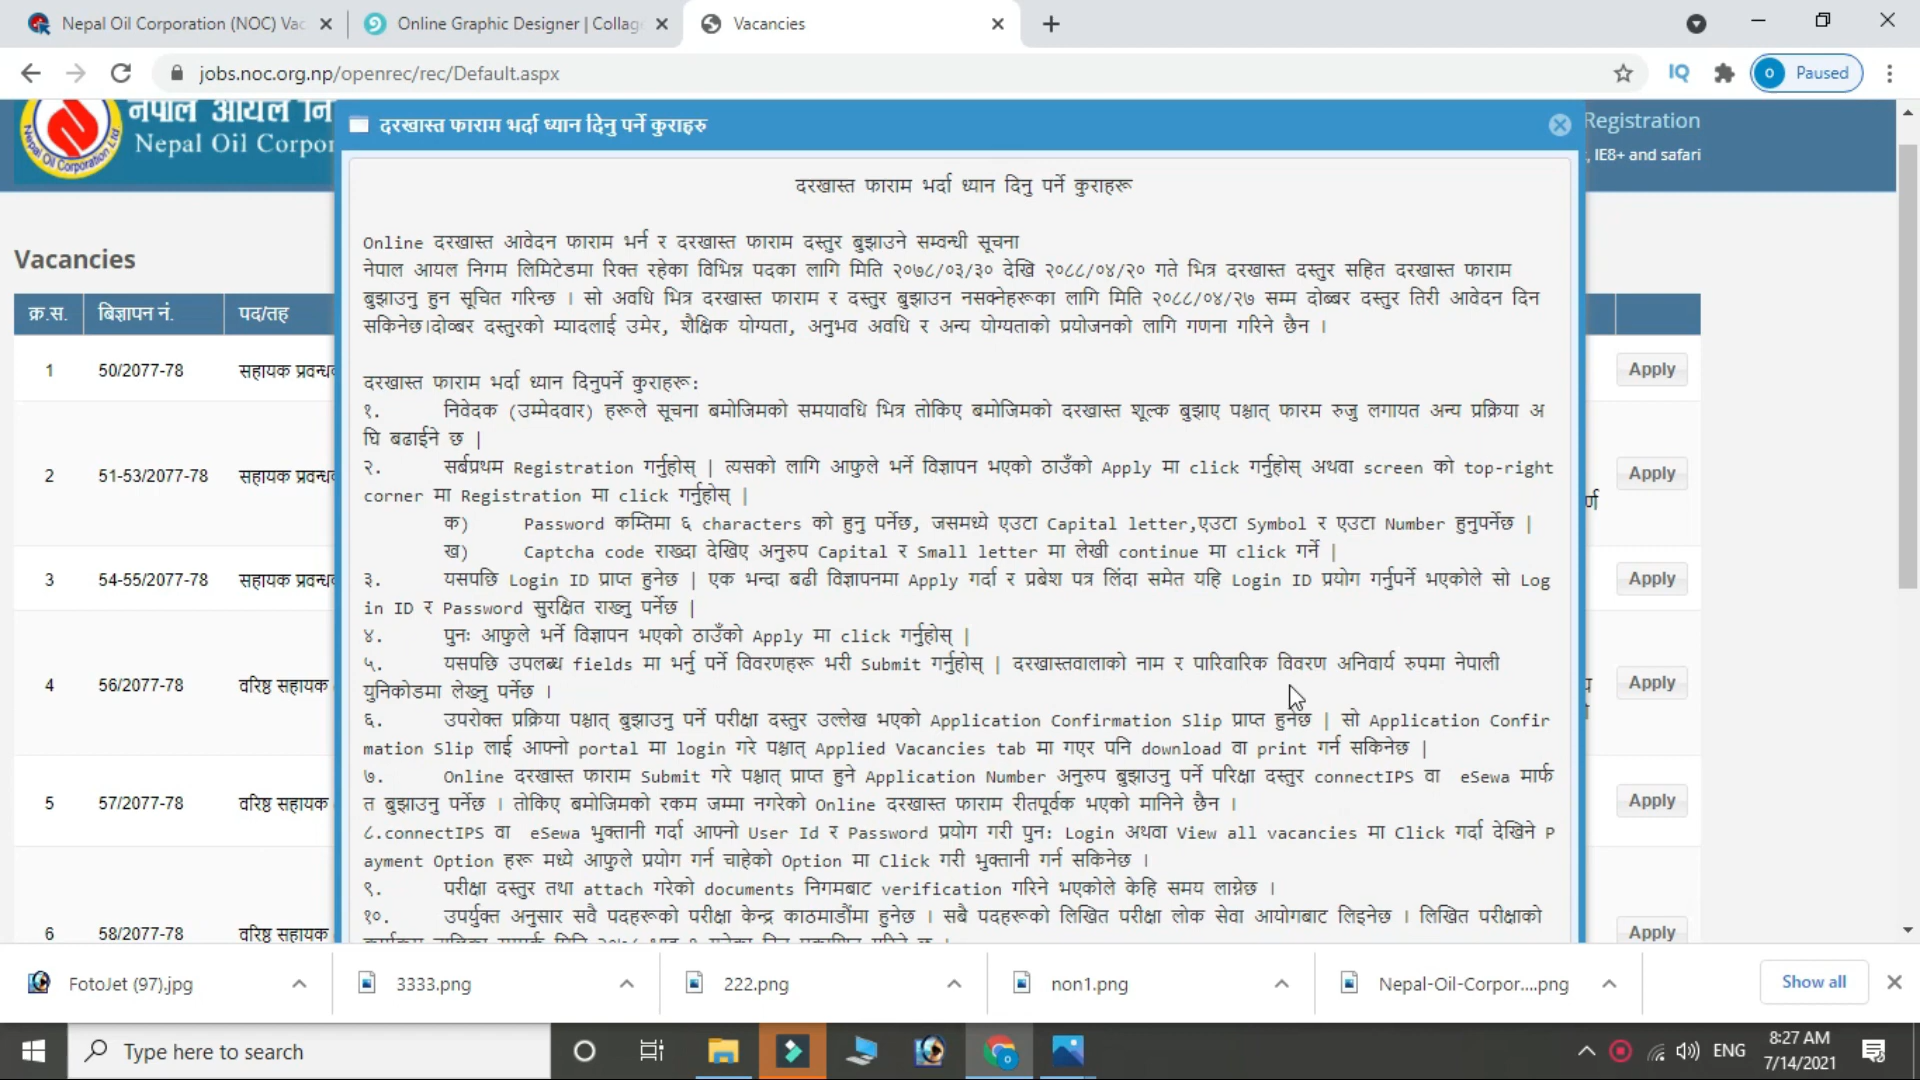 Nepal Oil Corporation (NOC) Vac
Online Graphic Designer | Collag
Vacancies
jobs.noc.org.np/openrec/rec/Default.aspx
IQ
Paused
नेपाल आयल नि
Nepal Oil Corpor
Registration
, IE8+ and safari
दरखास्त फाराम भर्दा ध्यान दिनु पर्ने कुराहरु
दरखास्त फाराम भर्दा ध्यान दिनु पर्ने कुराहरू
Online दरखास्त आवेदन फाराम भर्न र दरखास्त फाराम दस्तुर बुझाउने सम्वन्धी सूचना
नेपाल आयल निगम लिमिटेडमा रिक्त रहेका विभिन्न पदका लागि मिति २०७८/०३/३० देखि २०८८/०४/२० गते भित्र दरखास्त दस्तुर सहित दरखास्त फाराम
बुझाउनु हुन सूचित गरिन्छ । सो अवधि भित्र दरखास्त फाराम र दस्तुर बुझाउन नसक्नेहरूका लागि मिति २०८८/०४/२७ सम्म दोब्बर दस्तुर तिरी आवेदन दिन
सकिनेछ।दोब्बर दस्तुरको म्यादलाई उमेर, शैक्षिक योग्यता, अनुभव अवधि र अन्य योग्यताको प्रयोजनको लागि गणना गरिने छैन ।
दरखास्त फाराम भर्दा ध्यान दिनुपर्ने कुराहरू:
१. निवेदक (उम्मेदवार) हरूले सूचना बमोजिमको समयावधि भित्र तोकिए बमोजिमको दरखास्त शूल्क बुझाए पश्चात् फारम रुजु लगायत अन्य प्रक्रिया अ
घि बढाईने छ |
२. सर्बप्रथम Registration गर्नुहोस् | त्यसको लागि आफुले भर्ने विज्ञापन भएको ठाउँको Apply मा click गर्नुहोस् अथवा screen को top-right
corner मा Registration मा click गर्नुहोस् |
क) Password कम्तिमा ६ characters को हुनु पर्नेछ, जसमध्ये एउटा Capital letter,एउटा Symbol र एउटा Number हुनुपर्नेछ |
ख) Captcha code राख्दा देखिए अनुरुप Capital र Small letter मा लेखी continue मा click गर्ने |
३. यसपछि Login ID प्राप्त हुनेछ | एक भन्दा बढी विज्ञापनमा Apply गर्दा र प्रबेश पत्र लिंदा समेत यहि Login ID प्रयोग गर्नुपर्ने भएकोले सो Log
in ID र Password सुरक्षित राख्नु पर्नेछ |
४. पुनः आफुले भर्ने विज्ञापन भएको ठाउँको Apply मा click गर्नुहोस् |
५. यसपछि उपलब्ध fields मा भर्नु पर्ने विवरणहरू भरी Submit गर्नुहोस् | दरखास्तवालाको नाम र पारिवारिक विवरण अनिवार्य रुपमा नेपाली
युनिकोडमा लेख्नु पर्नेछ ।
६. उपरोक्त प्रक्रिया पश्चात् बुझाउनु पर्ने परीक्षा दस्तुर उल्लेख भएको Application Confirmation Slip प्राप्त हुनेछ | सो Application Confir
mation Slip लाई आफ्नो portal मा login गरे पश्चात् Applied Vacancies tab मा गएर पनि download वा print गर्न सकिनेछ |
७. Online दरखास्त फाराम Submit गरे पश्चात् प्राप्त हुने Application Number अनुरुप बुझाउनु पर्ने परिक्षा दस्तुर connectIPS वा eSewa मार्फ
त बुझाउनु पर्नेछ । तोकिए बमोजिमको रकम जम्मा नगरेको Online दरखास्त फाराम रीतपूर्वक भएको मानिने छैन ।
८.connectIPS वा eSewa भुक्तानी गर्दा आफ्नो User Id र Password प्रयोग गरी पुन: Login अथवा View all vacancies मा Click गर्दा देखिने P
ayment Option हरू मध्ये आफुले प्रयोग गर्न चाहेको Option मा Click गरी भुक्तानी गर्न सकिनेछ ।
९. परीक्षा दस्तुर तथा attach गरेको documents निगमबाट verification गरिने भएकोले केहि समय लाग्नेछ ।
१०. उपर्युक्त अनुसार सवै पदहरूको परीक्षा केन्द्र काठमाडौंमा हुनेछ । सबै पदहरूको लिखित परीक्षा लोक सेवा आयोगबाट लिइनेछ । लिखित परीक्षाको
Vacancies
क्र.स. बिज्ञापन नं. पद/तह
1 50/2077-78 सहायक प्रवन्ध Apply
2 51-53/2077-78 सहायक प्रवन्ध Apply
3 54-55/2077-78 सहायक प्रवन्ध Apply
4 56/2077-78 वरिष्ठ सहायक Apply
5 57/2077-78 वरिष्ठ सहायक Apply
6 58/2077-78 वरिष्ठ सहायक Apply
FotoJet (97).jpg
3333.png
222.png
non1.png
Nepal-Oil-Corpor....png
Show all
Type here to search
ENG
8:27 AM
7/14/2021